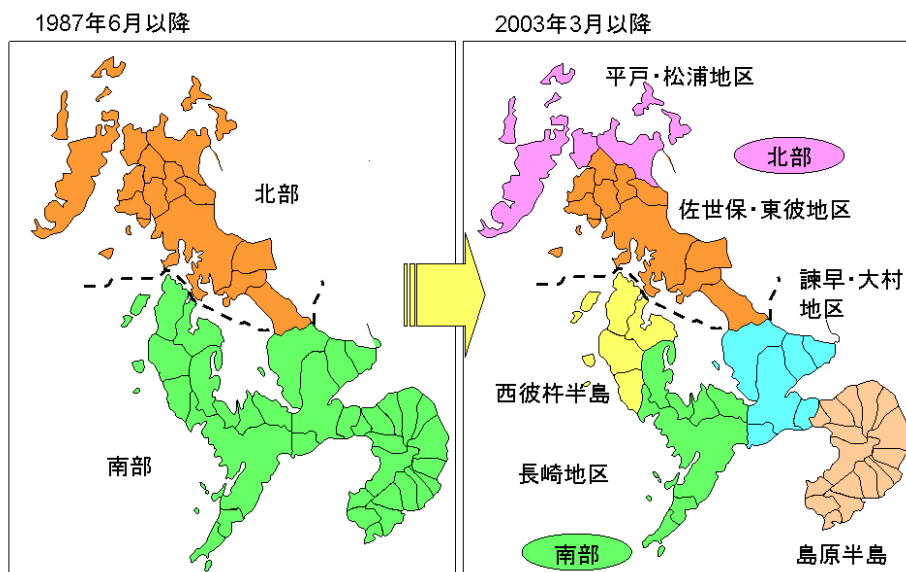 1987年6月以降
2003年3月以降
北部
南部
平戸・松浦地区
北部
佐世保・東彼地区
諫早・大村
地区
西彼杵半島
長崎地区
南部
島原半島